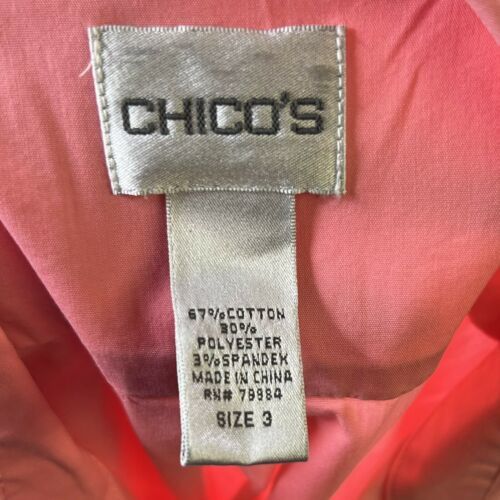 CHICO'S
67%COTTON
30%
POLYESTER
3%SPANDEX
MADE IN CHINA
RN# 79984
SIZE 3